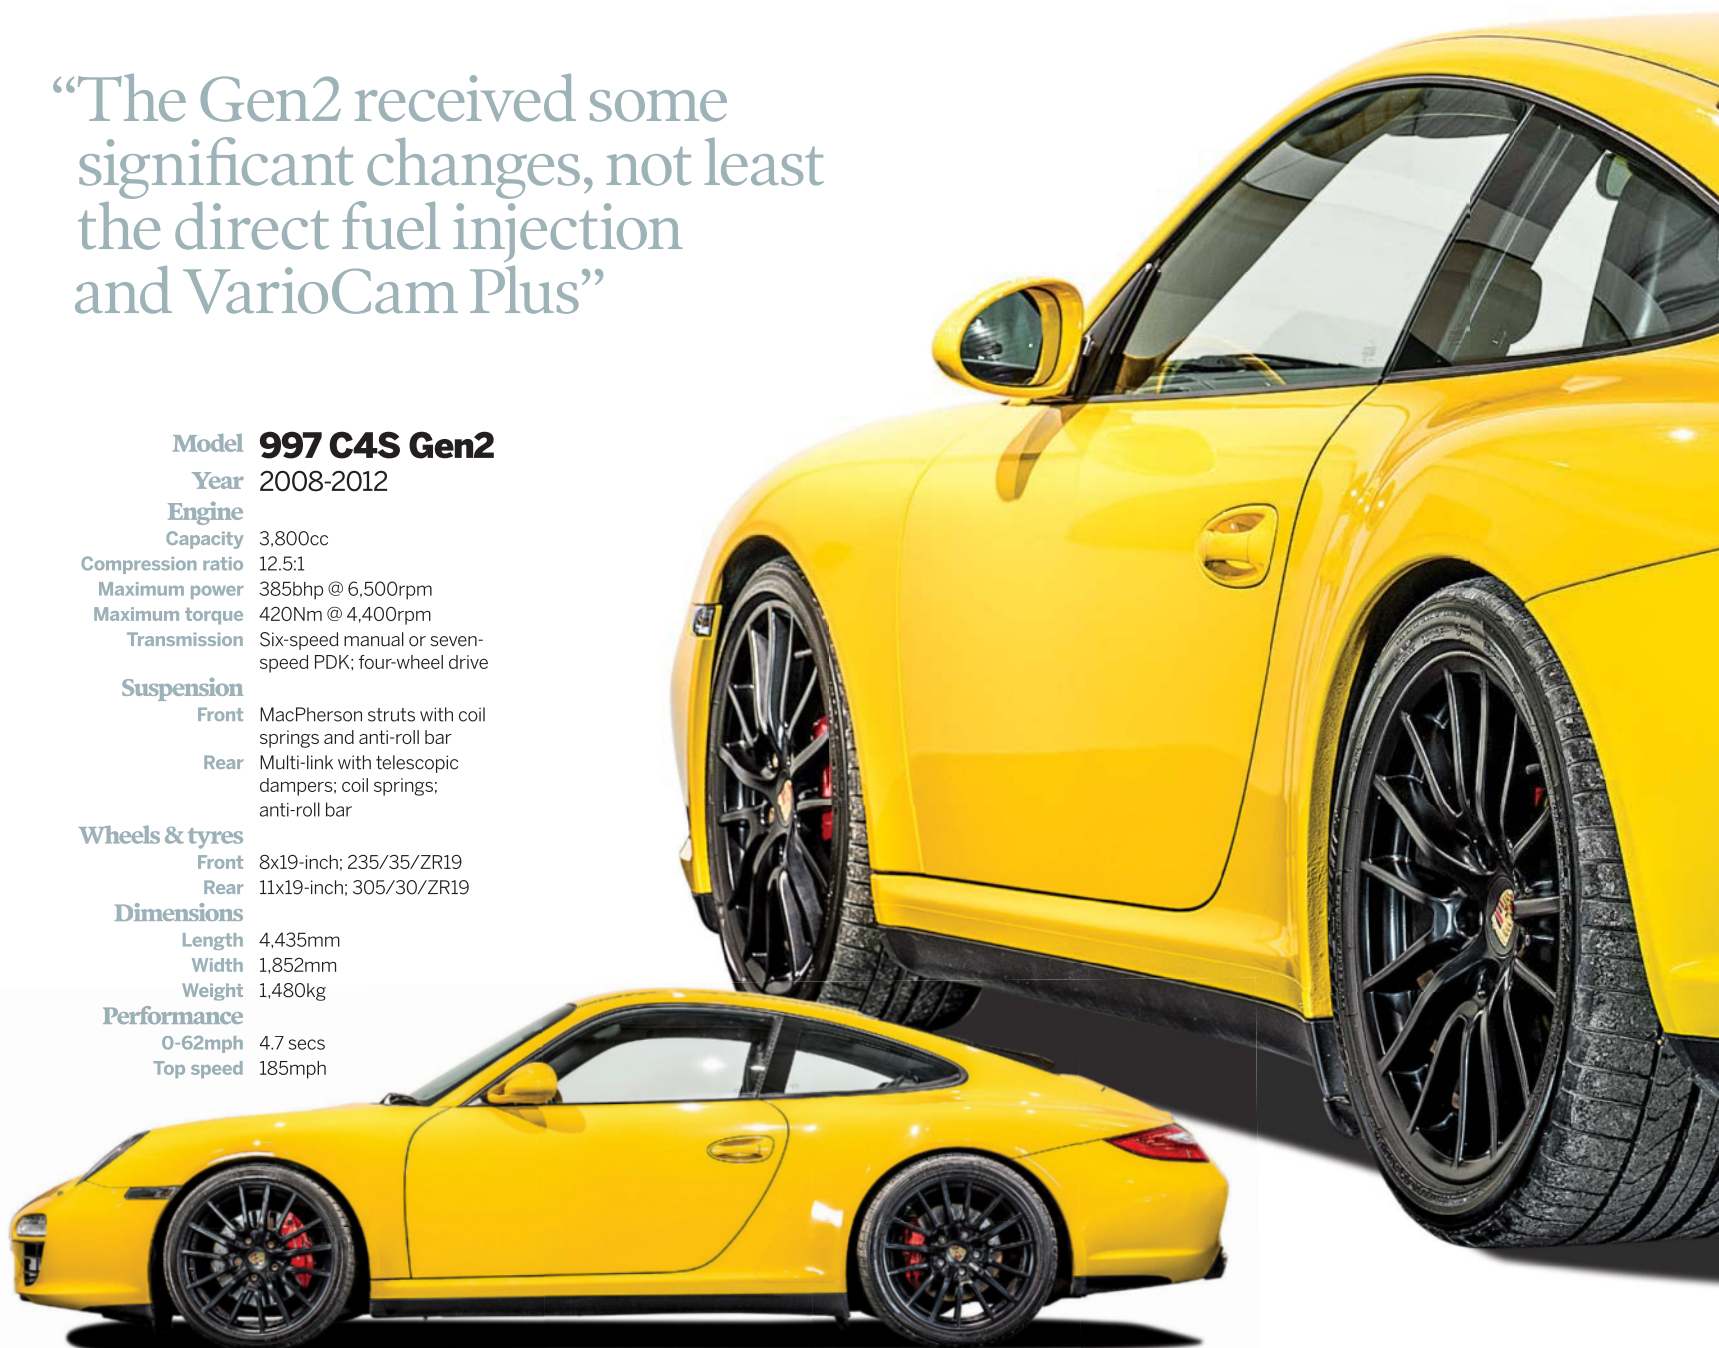 “The Gen2 received some
significant changes, not least
the direct fuel injection
and VarioCam Plus”
Model 997 C4S Gen2
Year 2008-2012
Engine
Capacity 3,800cc
Compression ratio 12.5:1
Maximum power 385bhp @ 6,500rpm
Maximum torque 420Nm @ 4,400rpm
Transmission Six-speed manual or seven-
speed PDK; four-wheel drive
Suspension
Front MacPherson struts with coil
springs and anti-roll bar
Rear Multi-link with telescopic
dampers; coil springs;
anti-roll bar
Wheels & tyres
Front 8x19-inch; 235/35/ZR19
Rear 11x19-inch; 305/30/ZR19
Dimensions
Length 4,435mm
Width 1,852mm
Weight 1,480kg
Performance
0-62mph 4.7 secs
Top speed 185mph